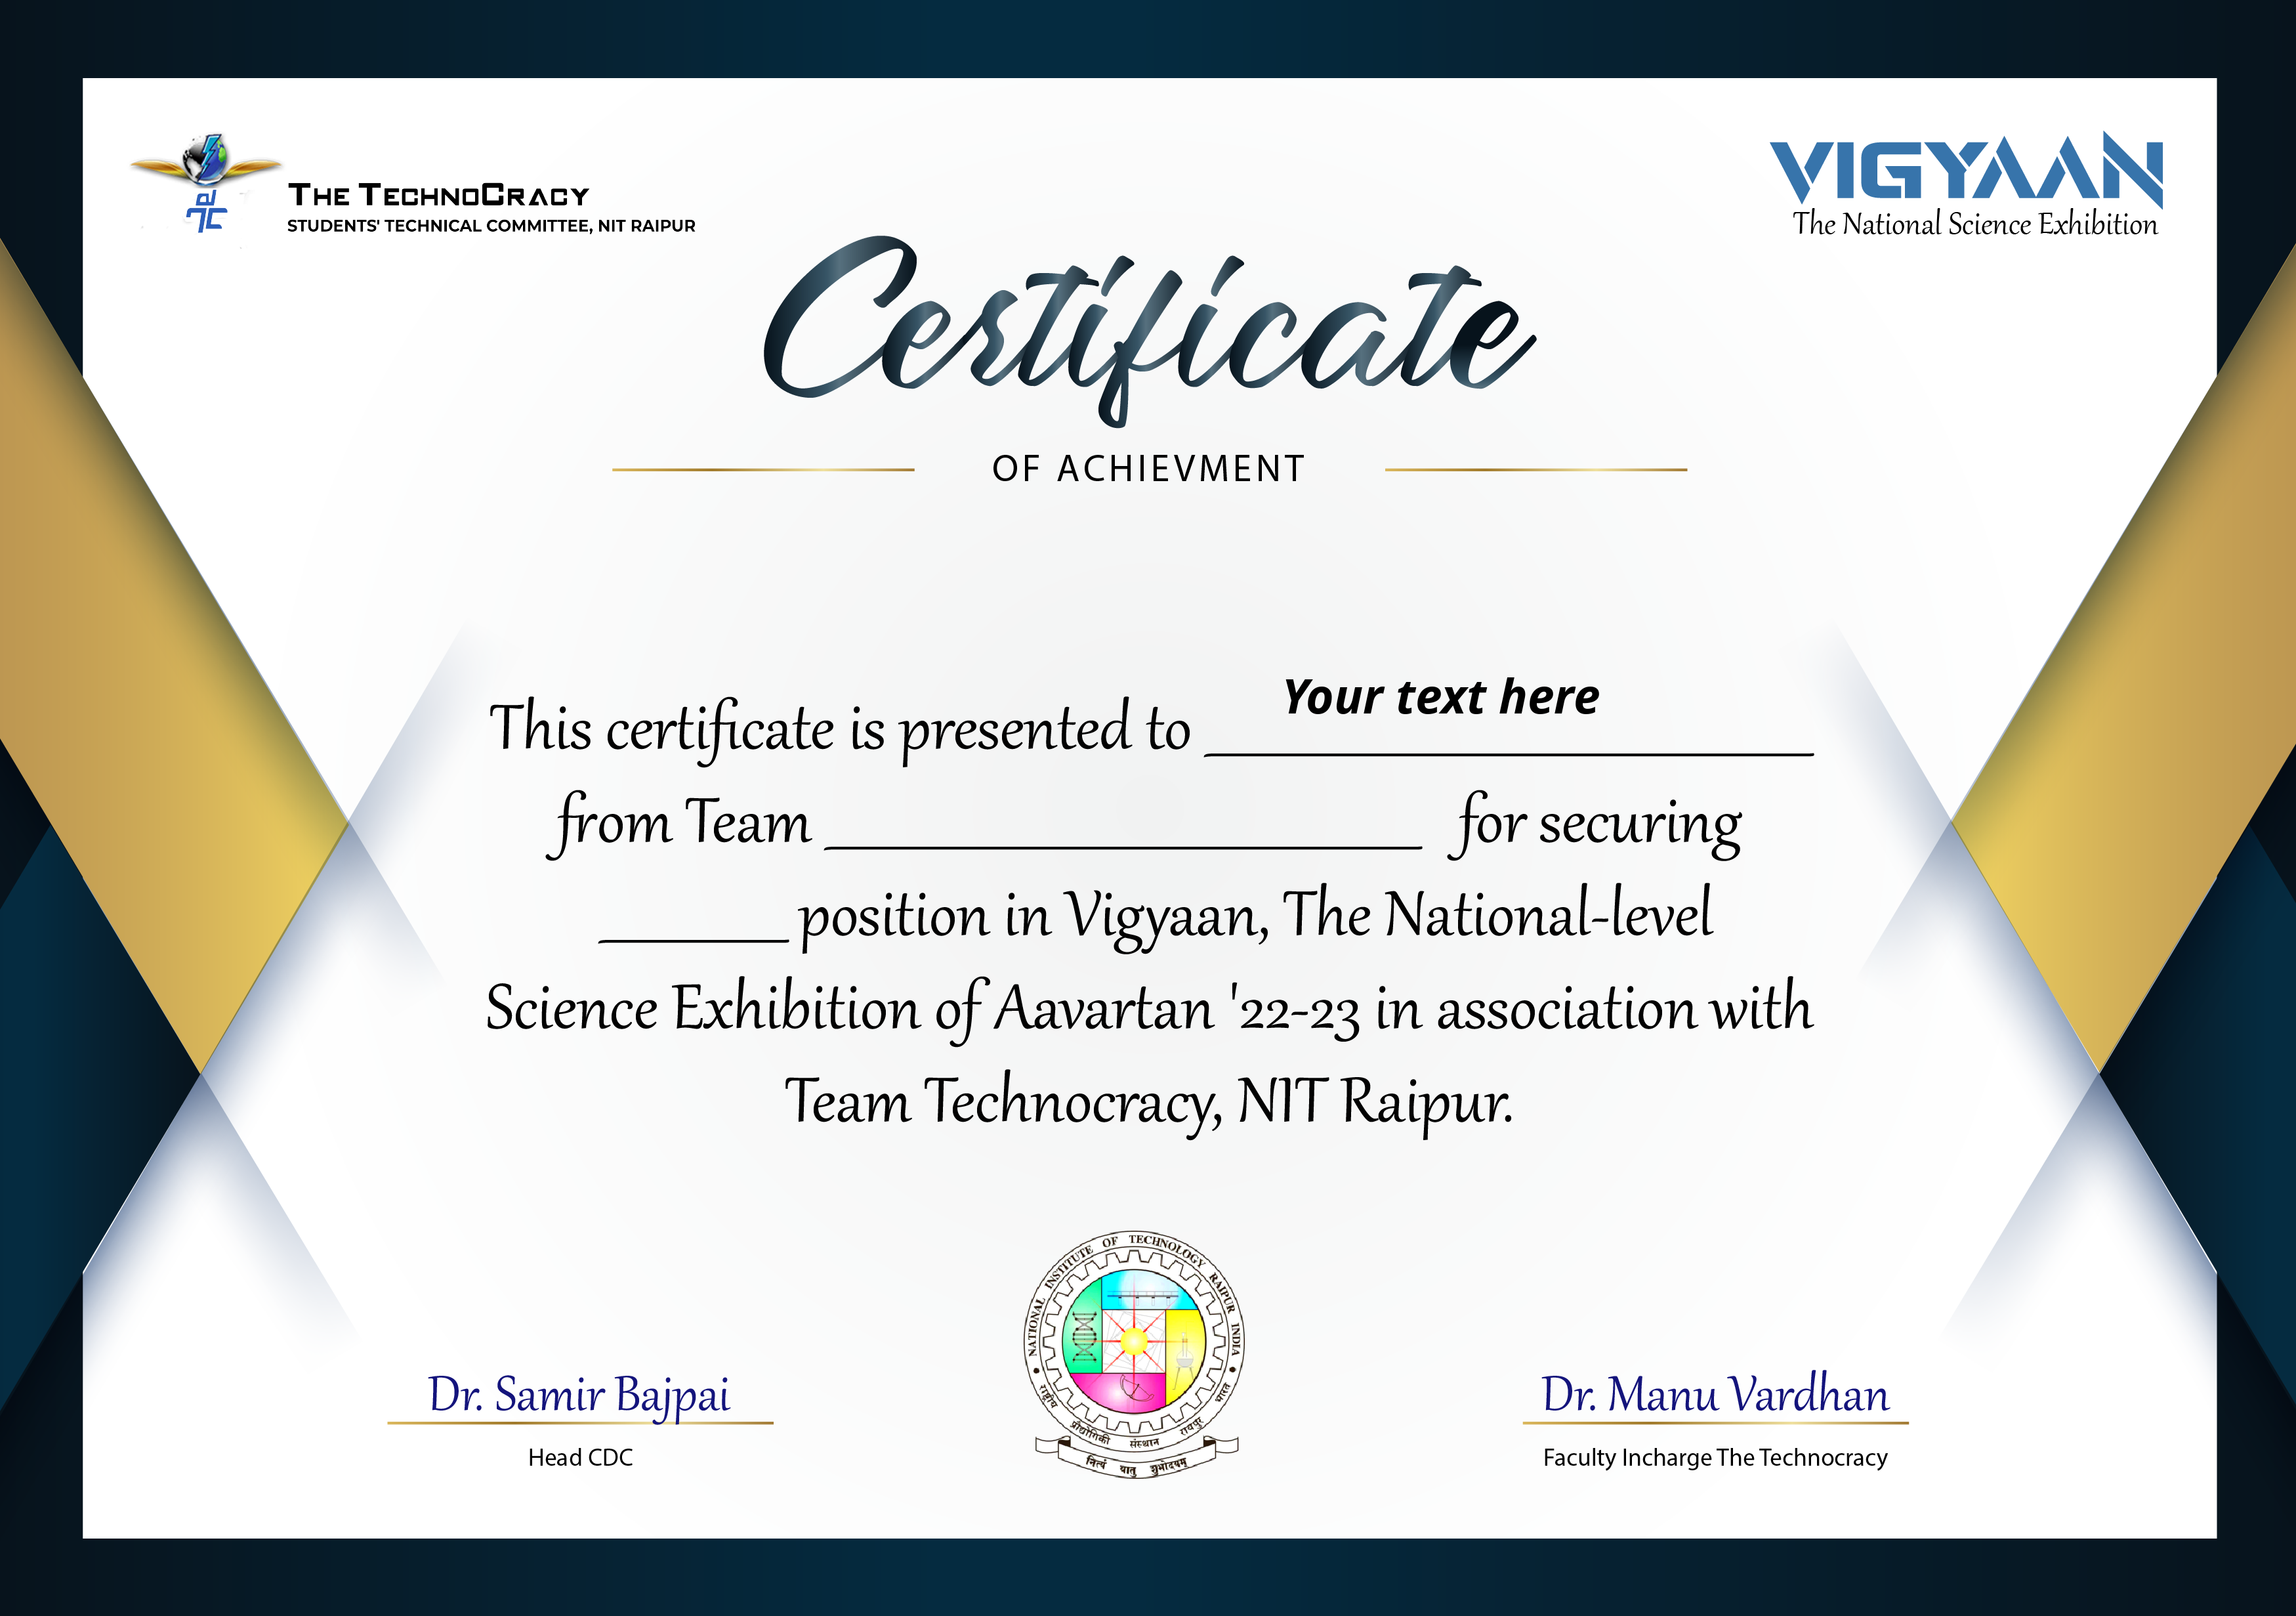 THE TECHNOCRACY
STUDENTS' TECHNICAL COMMITTEE, NIT RAIPUR
VIGYAAN
The National Science Exhibition
Certificate
OF ACHIEVMENT
Your text here
This certificate is presented to ____________________
from Team ____________________ for securing
______ position in Vigyaan, The National-level
Science Exhibition of Aavartan '22-23 in association with
Team Technocracy, NIT Raipur.
NATIONAL INSTITUTE OF TECHNOLOGY RAIPUR INDIA
राष्ट्रीय प्रौद्योगिकी संस्थान रायपुर भारत
नित्यं यातु शुभोदयम्
Dr. Samir Bajpai
Head CDC
Dr. Manu Vardhan
Faculty Incharge The Technocracy